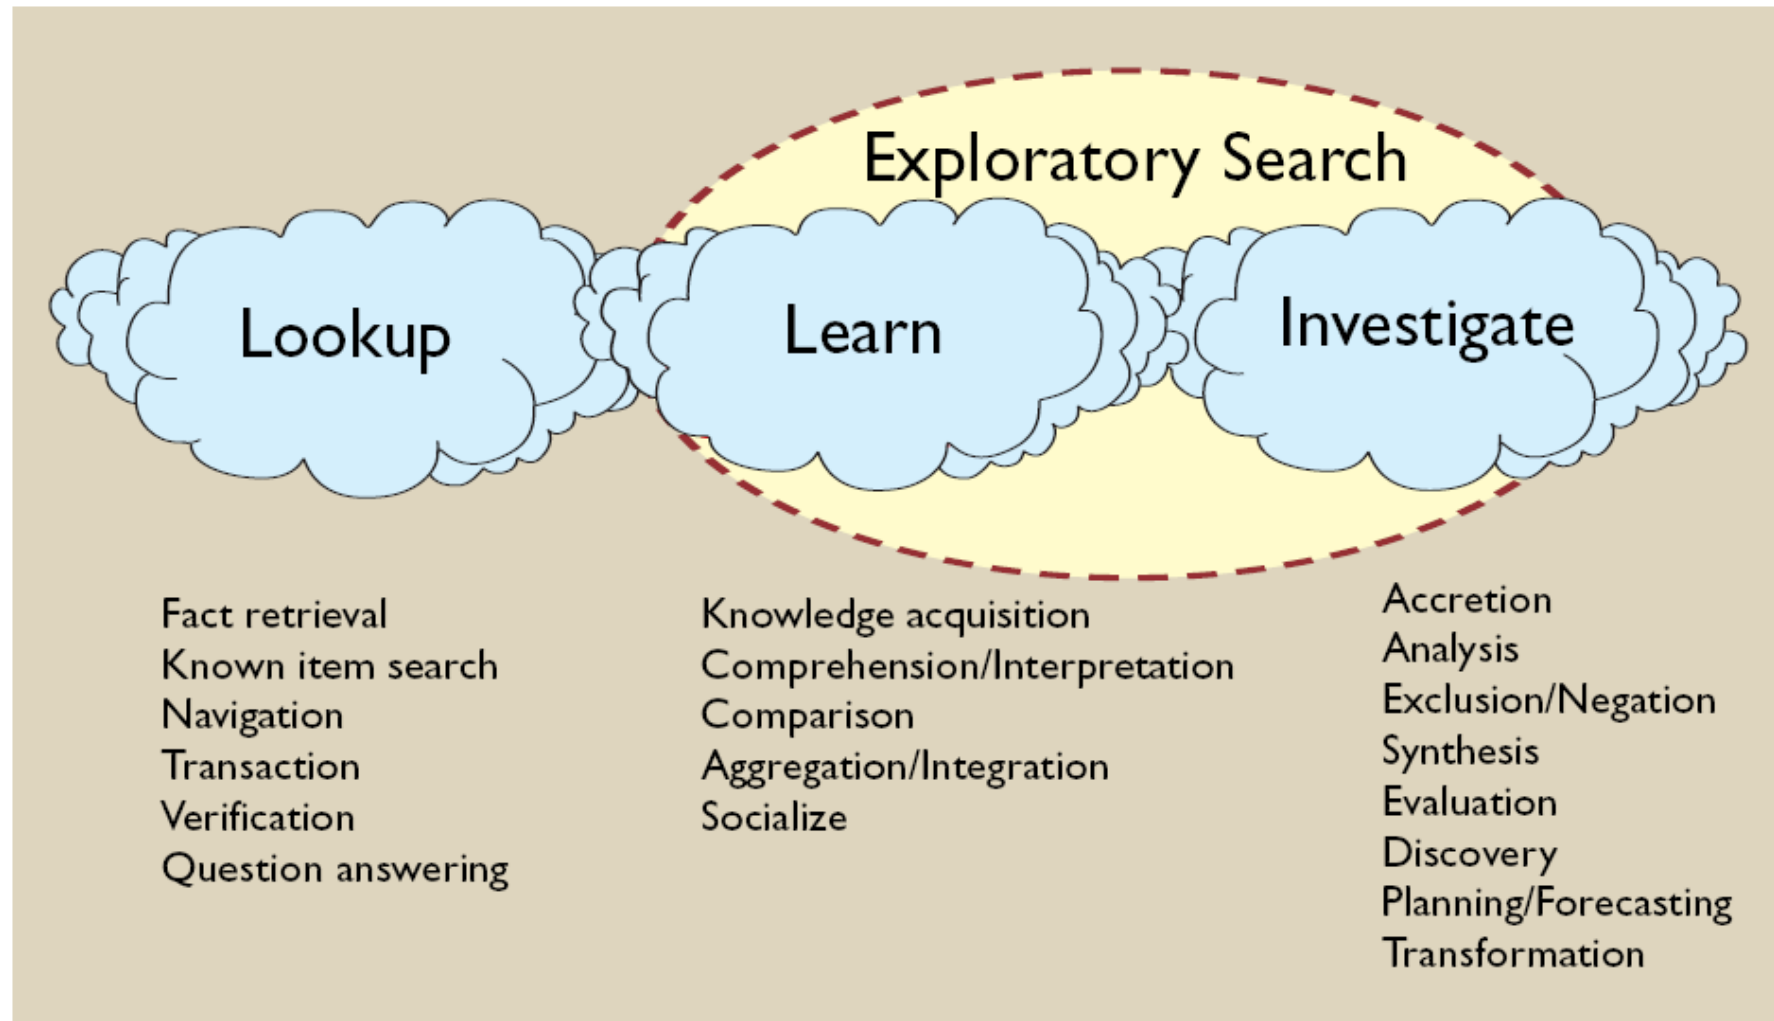 Exploratory Search
Lookup
Learn
Investigate
Fact retrieval
Known item search
Navigation
Transaction
Verification
Question answering
Knowledge acquisition
Comprehension/Interpretation
Comparison
Aggregation/Integration
Socialize
Accretion
Analysis
Exclusion/Negation
Synthesis
Evaluation
Discovery
Planning/Forecasting
Transformation